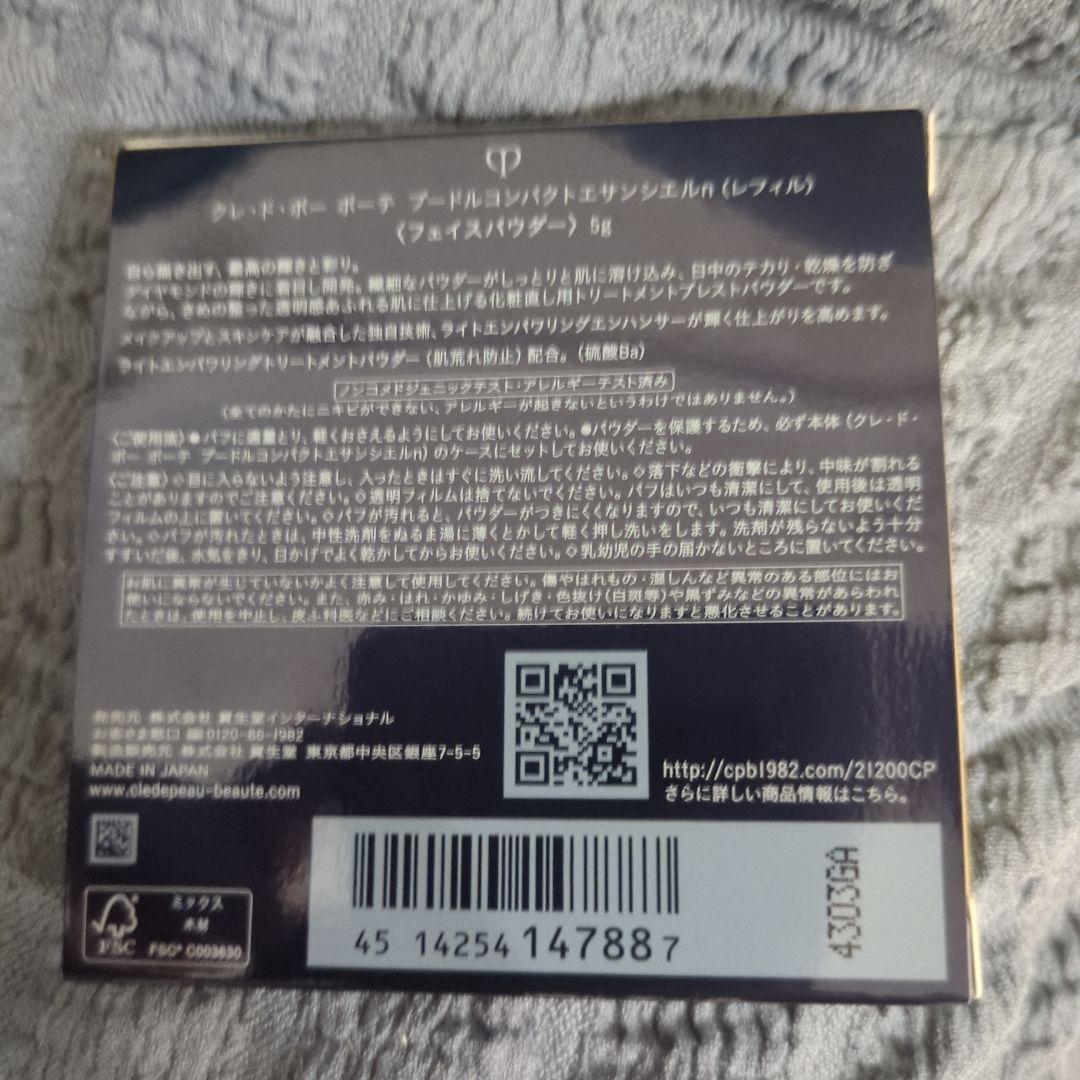 クレ・ド・ポー ボーテ プードルコンパクトエサンシエルn（レフィル）
〈フェイスパウダー〉 5g
自ら輝き出す、最高の輝きと彩り。
ダイヤモンドの輝きに着目し開発。繊細なパウダーがしっとりと肌に溶け込み、日中のテカリ・乾燥を防ぎ
ながら、きめの整った透明感あふれる肌に仕上げる化粧直し用トリートメントプレストパウダーです。
メイクアップとスキンケアが融合した独自技術、ライトエンパワリングエンハンサーが輝く仕上がりを高めます。
ライトエンパワリングトリートメントパウダー（肌荒れ防止）配合。（硫酸Ba）
ノンコメドジェニックテスト・アレルギーテスト済み
（全てのかたにニキビができない、アレルギーが起きないというわけではありません。）
〈ご使用法〉●パフに適量とり、軽くおさえるようにしてお使いください。●パウダーを保護するため、必ず本体（クレ・ド・
ポー ボーテ プードルコンパクトエサンシエルn）のケースにセットしてお使いください。
〈ご注意〉◇目に入らないよう注意し、入ったときはすぐに洗い流してください。◇落下などの衝撃により、中味が割れる
ことがありますのでご注意ください。◇透明フィルムは捨てないでください。パフはいつも清潔にして、使用後は透明
フィルムの上に置いてください。◇パフが汚れると、パウダーがつきにくくなりますので、いつも清潔にしてお使いくだ
さい。◇パフが汚れたときは、中性洗剤をぬるま湯に薄くとかして軽く押し洗いをします。洗剤が残らないよう十分
すすいだ後、水気をきり、日かげでよく乾かしてからお使いください。◇乳幼児の手の届かないところに置いてください。
お肌に異常が生じていないかよく注意して使用してください。傷やはれもの・湿しんなど異常のある部位にはお
使いにならないでください。また、赤み・はれ・かゆみ・しげき・色抜け（白斑等）や黒ずみなどの異常があらわれ
たときは、使用を中止し、皮ふ科医などにご相談ください。続けてお使いになりますと悪化させることがあります。
発売元 株式会社 資生堂インターナショナル
お客さま窓口 0120-86-1982
製造販売元 株式会社 資生堂 東京都中央区銀座7-5-5
MADE IN JAPAN
www.cledepeau-beaute.com
http://cpb1982.com/21200CP
さらに詳しい商品情報はこちら。
ミックス
木材
FSC
FSC® C003630
45 14254 147887
4303GA